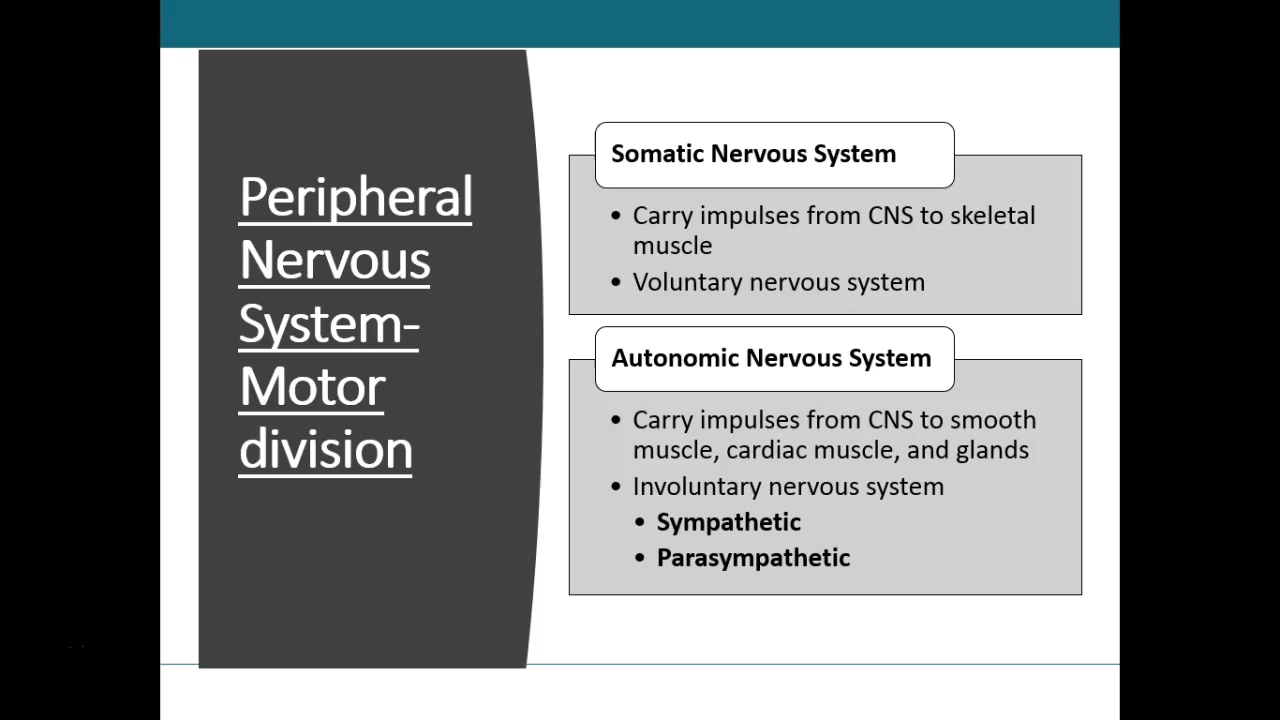 Peripheral
Nervous
System-
Motor
division
Somatic Nervous System
• Carry impulses from CNS to skeletal
muscle
• Voluntary nervous system
Autonomic Nervous System
• Carry impulses from CNS to smooth
muscle, cardiac muscle, and glands
• Involuntary nervous system
• Sympathetic
• Parasympathetic